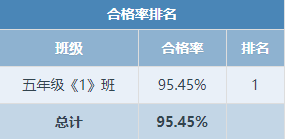 合格率排名
班级 合格率 排名
五年级《1》班 95.45% 1
总计 95.45%